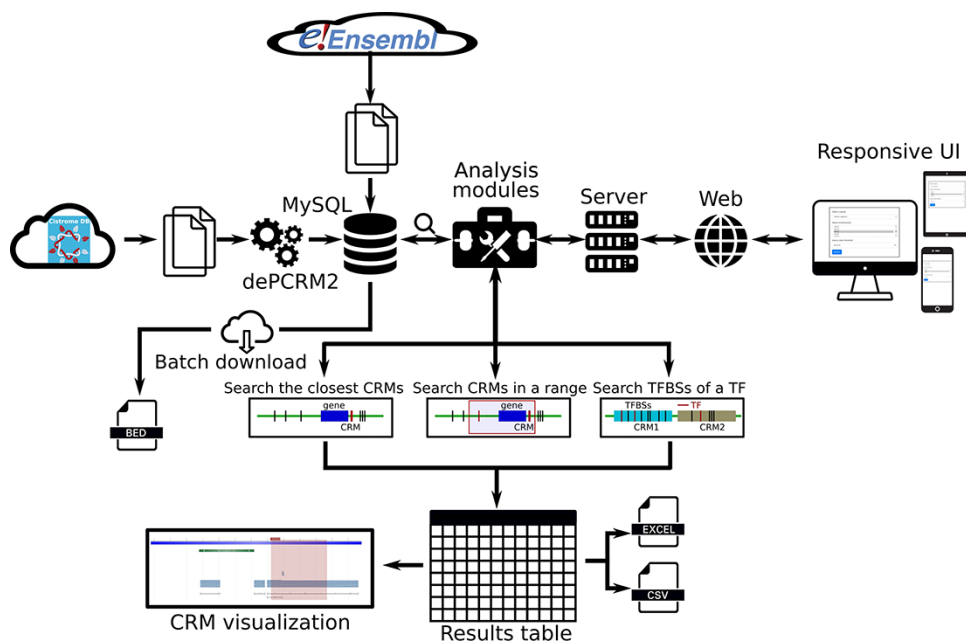 e!Ensembl
Analysis
modules
Responsive UI
MySQL
Server
Web
Cistrome DB
dePCRM2
Batch download
BED
Search the closest CRMs
Search CRMs in a range
Search TFBSs of a TF
gene
CRM
gene
CRM
TFBSs
TF
CRM1
CRM2
EXCEL
CSV
CRM visualization
Results table